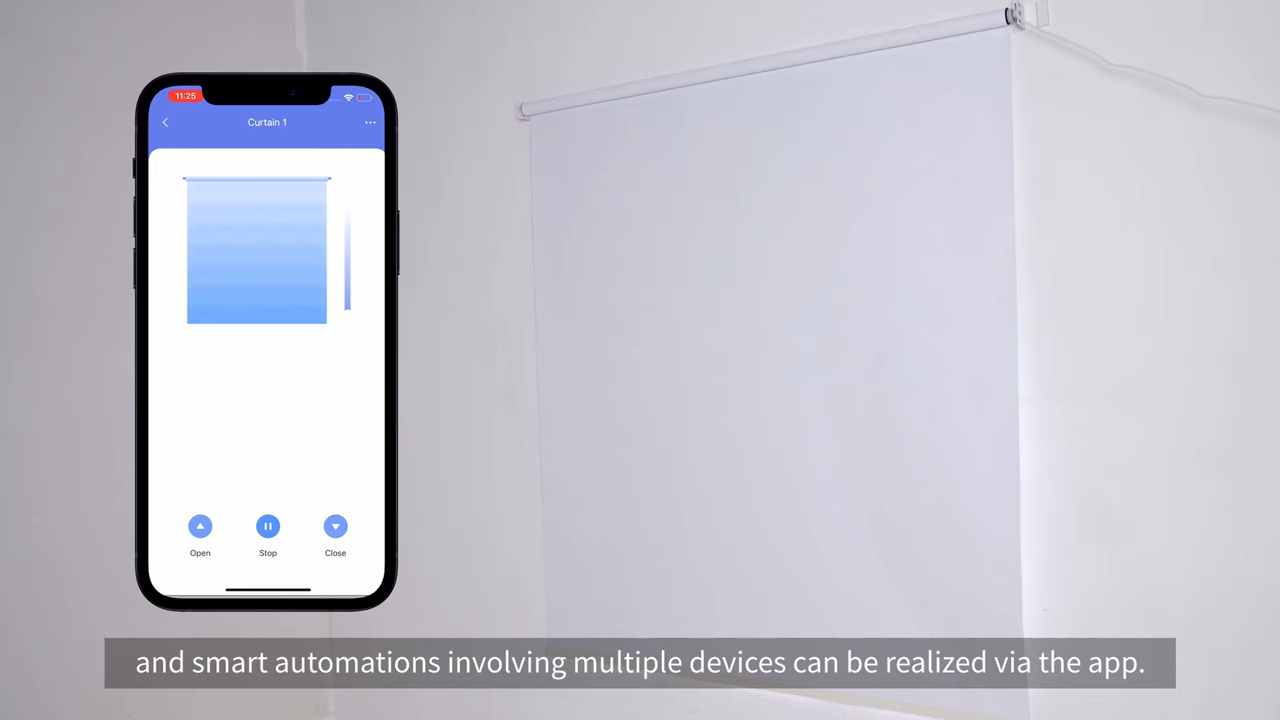 11:25
Curtain 1
Open
Stop
Close
and smart automations involving multiple devices can be realized via the app.